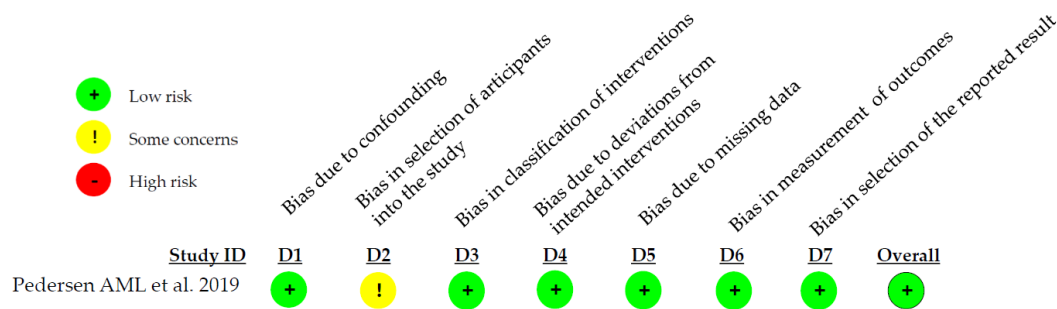 + Low risk
! Some concerns
- High risk
Bias due to confounding
Bias in selection of articipants
into the study
Bias in classification of interventions
Bias due to deviations from
intended interventions
Bias due to missing data
Bias in measurement of outcomes
Bias in selection of the reported result
Study ID D1 D2 D3 D4 D5 D6 D7 Overall
Pedersen AML et al. 2019 + ! + + + + + +